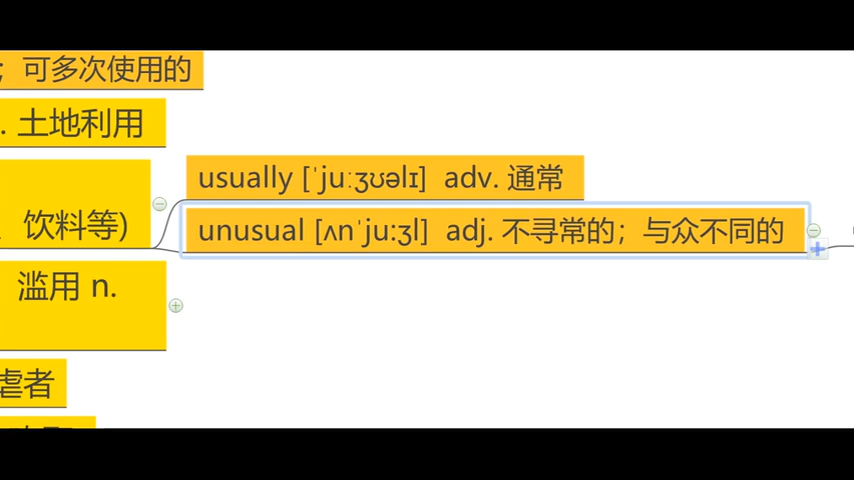 ; 可多次使用的
. 土地利用
usually [ˈjuːʒʊəlɪ] adv. 通常
饮料等)
unusual [ʌnˈjuːʒl] adj. 不寻常的；与众不同的
滥用 n.
虐者